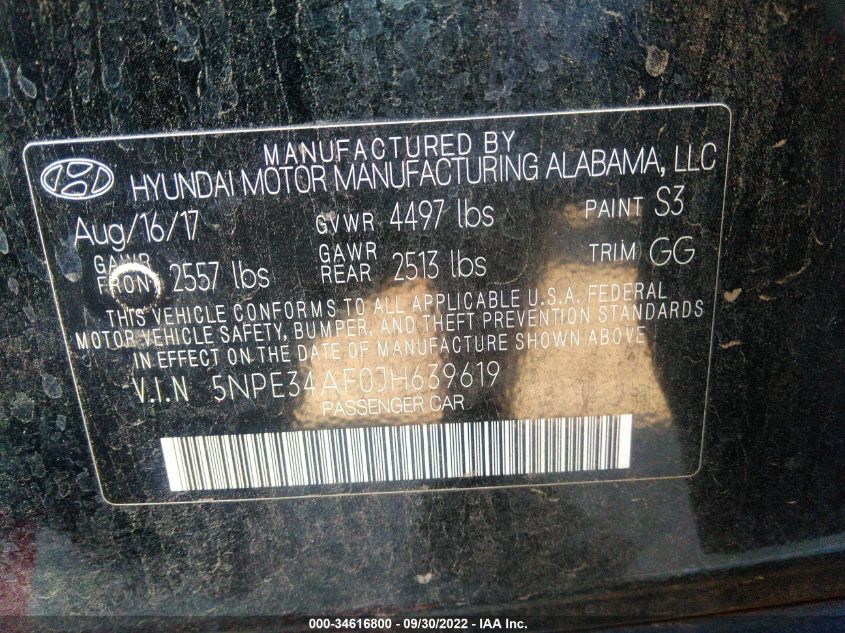 MANUFACTURED BY
HYUNDAI MOTOR MANUFACTURING ALABAMA, LLC
Aug/16/17 GVWR 4497 lbs PAINT S3
GAWR FRONT 2557 lbs GAWR REAR 2513 lbs TRIM GG
THIS VEHICLE CONFORMS TO ALL APPLICABLE U.S.A. FEDERAL
MOTOR VEHICLE SAFETY, BUMPER, AND THEFT PREVENTION STANDARDS
IN EFFECT ON THE DATE OF MANUFACTURE SHOWN ABOVE
V.I.N 5NPE34AF0JH639619
PASSENGER CAR
000-34616800 - 09/30/2022 - IAA Inc.